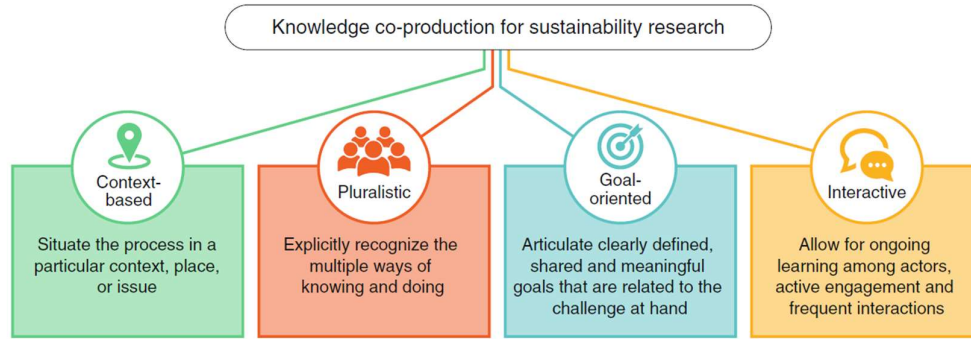 Knowledge co-production for sustainability research
Context-
based
Situate the process in a
particular context, place,
or issue
Pluralistic
Explicitly recognize the
multiple ways of
knowing and doing
Goal-
oriented
Articulate clearly defined,
shared and meaningful
goals that are related to the
challenge at hand
Interactive
Allow for ongoing
learning among actors,
active engagement and
frequent interactions